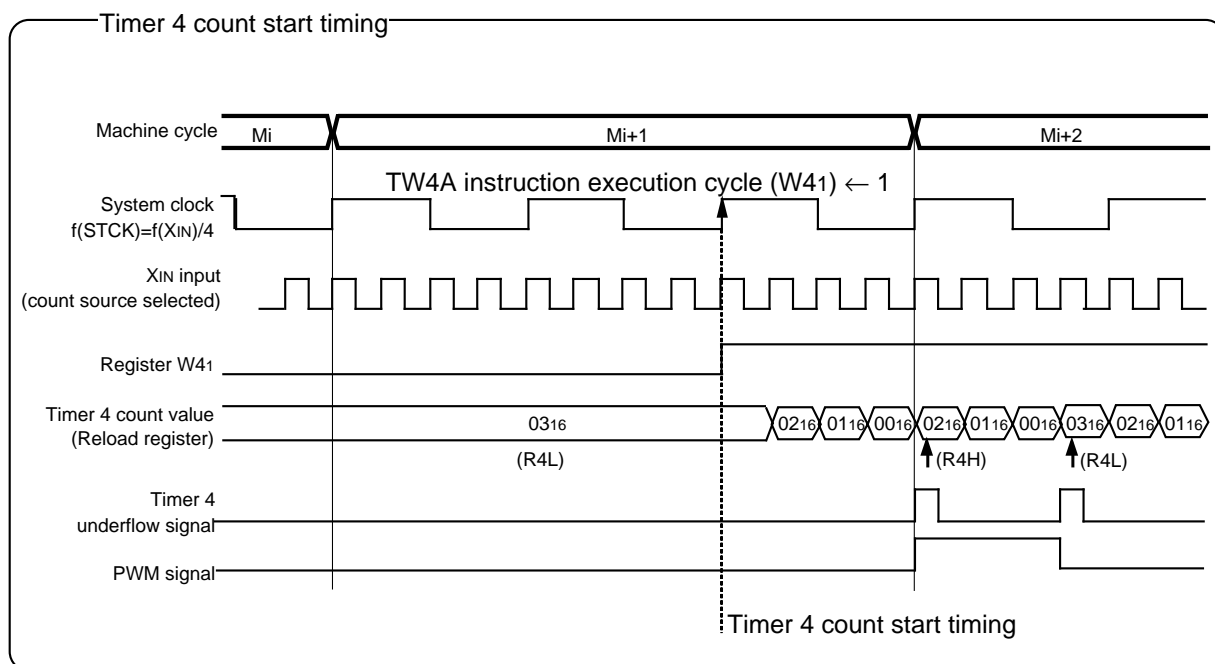 Timer 4 count start timing
Machine cycle
Mi
Mi+1
Mi+2
TW4A instruction execution cycle (W41) ← 1
System clock
f(STCK)=f(XIN)/4
XIN input
(count source selected)
Register W41
Timer 4 count value
(Reload register)
0316
0216 0116 0016 0216 0116 0016 0316 0216 0116
(R4L)
(R4H)
(R4L)
Timer 4
underflow signal
PWM signal
Timer 4 count start timing